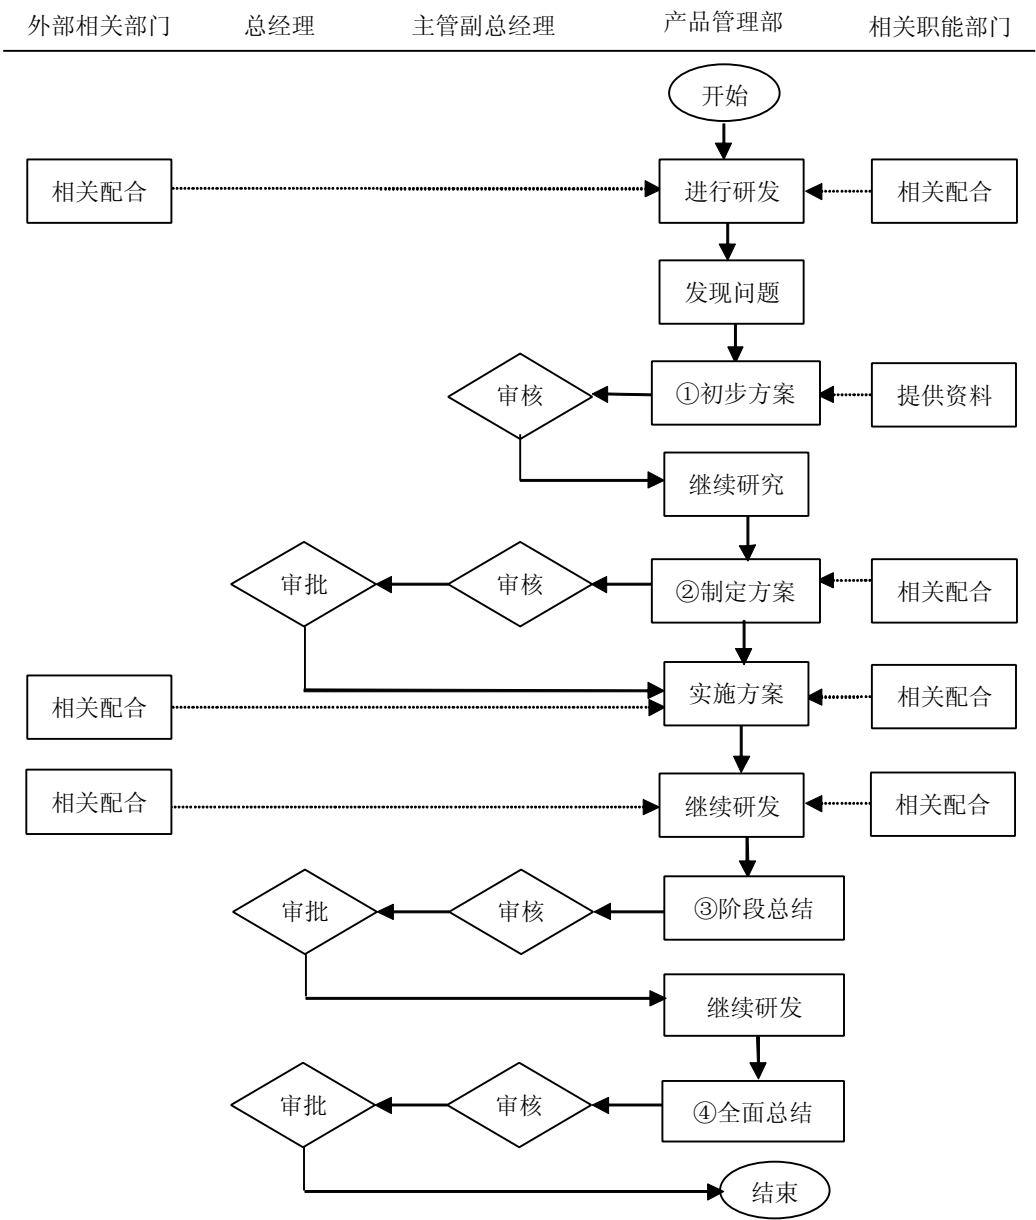 外部相关部门 总经理 主管副总经理 产品管理部 相关职能部门
开始
相关配合 进行研发 相关配合
发现问题
审核 ①初步方案 提供资料
继续研究
审批 审核 ②制定方案 相关配合
相关配合 实施方案 相关配合
相关配合 继续研发 相关配合
审批 审核 ③阶段总结
继续研发
审批 审核 ④全面总结
结束